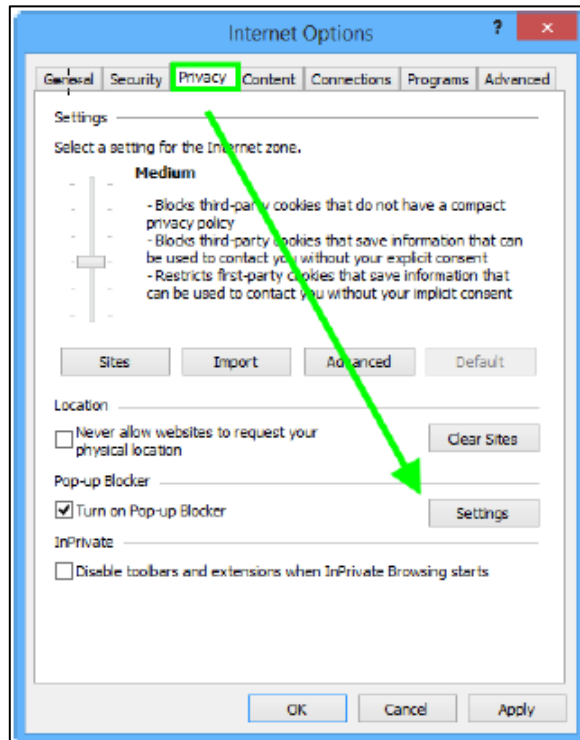 Internet Options
?
×
General Security Privacy Content Connections Programs Advanced
Settings
Select a setting for the Internet zone.
Medium
- Blocks third-party cookies that do not have a compact
privacy policy
- Blocks third-party cookies that save information that can
be used to contact you without your explicit consent
- Restricts first-party cookies that save information that
can be used to contact you without your implicit consent
Sites Import Advanced Default
Location
Never allow websites to request your
physical location
Clear Sites
Pop-up Blocker
Turn on Pop-up Blocker
Settings
InPrivate
Disable toolbars and extensions when InPrivate Browsing starts
OK Cancel Apply